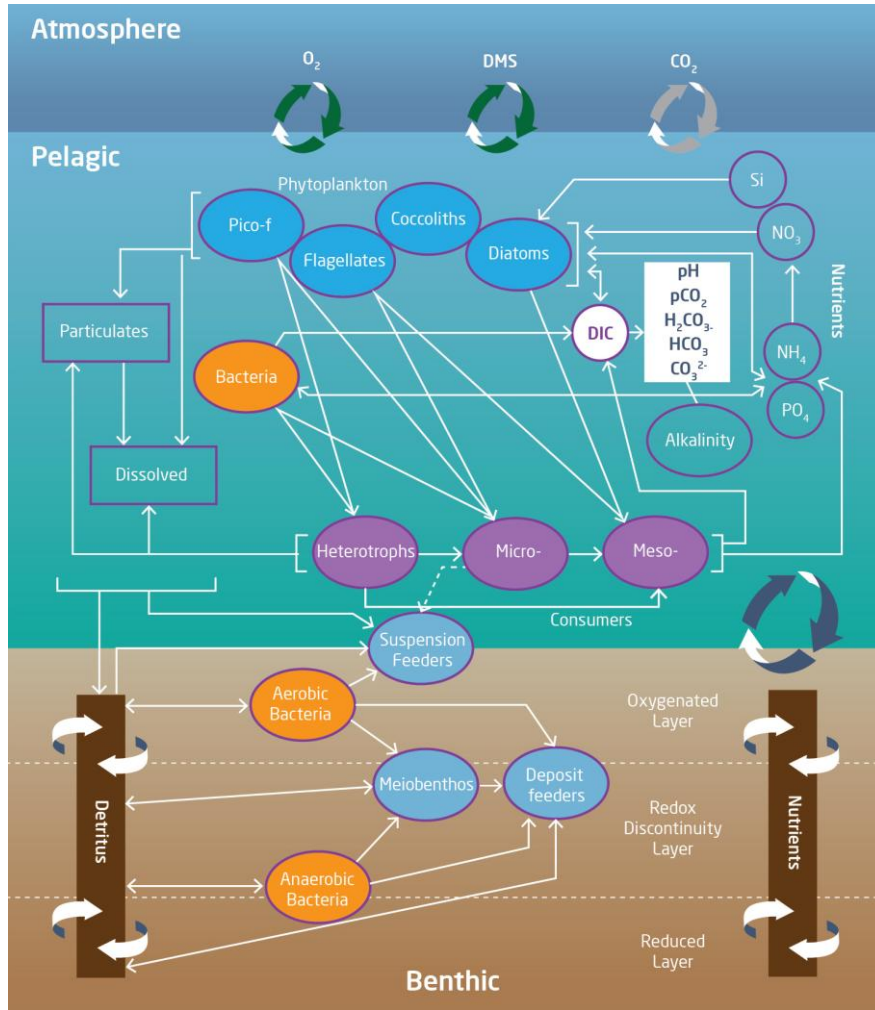 Atmosphere
O₂
DMS
CO₂
Pelagic
Phytoplankton
Si
Pico-f
Coccoliths
NO₃
Flagellates
Diatoms
Nutrients
pH
pCO₂
H₂CO₃₋
HCO₃
CO₃²⁻
Particulates
DIC
NH₄
Bacteria
PO₄
Alkalinity
Dissolved
Heterotrophs
Micro-
Meso-
Consumers
Suspension
Feeders
Aerobic
Bacteria
Oxygenated
Layer
Meiobenthos
Deposit
feeders
Detritus
Redox
Discontinuity
Layer
Nutrients
Anaerobic
Bacteria
Reduced
Layer
Benthic